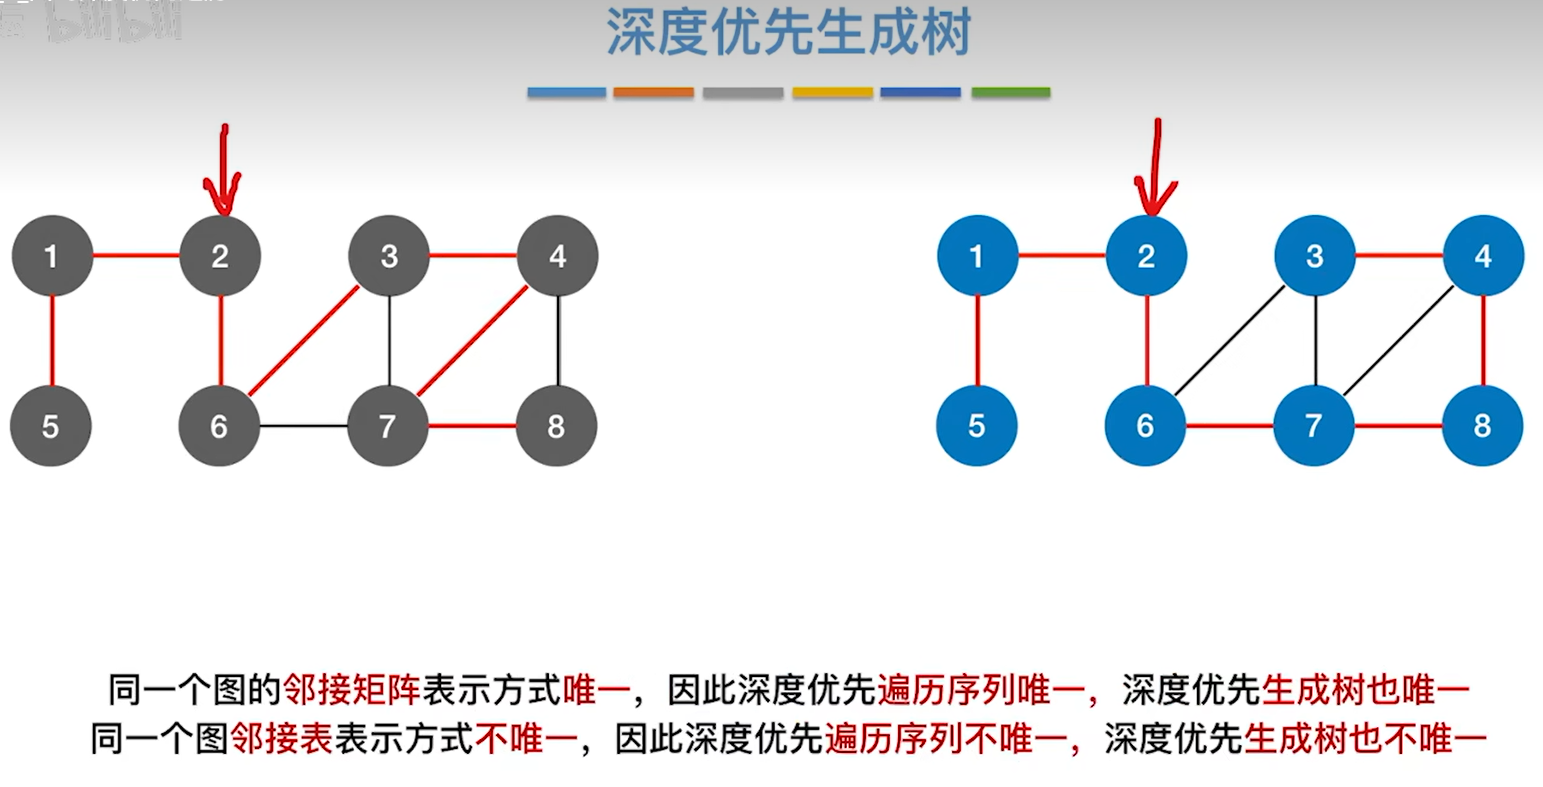 bilibili
深度优先生成树
1 2 3 4
5 6 7 8
1 2 3 4
5 6 7 8
同一个图的邻接矩阵表示方式唯一，因此深度优先遍历序列唯一，深度优先生成树也唯一
同一个图邻接表表示方式不唯一，因此深度优先遍历序列不唯一，深度优先生成树也不唯一